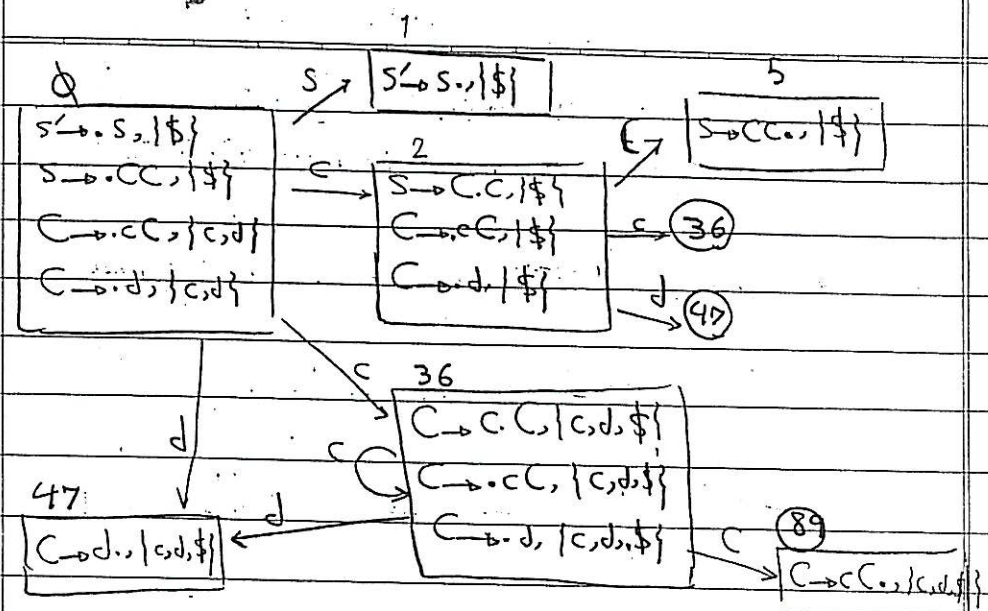 1
S S'→S., {$}
0
5
S'→.S, {$}
S→.CC, {$}
C→.cC, {c,d}
C→.d, {c,d}
C
2
S→C.C, {$}
C→.cC, {$}
C→.d, {$}
C
S→CC., {$}
c 36
d 47
c
36
C→c.C, {c,d,$}
C→.cC, {c,d,$}
C→.d, {c,d,$}
c
d
47
C→d., {c,d,$}
d
C
89
C→cC., {c,d,$}